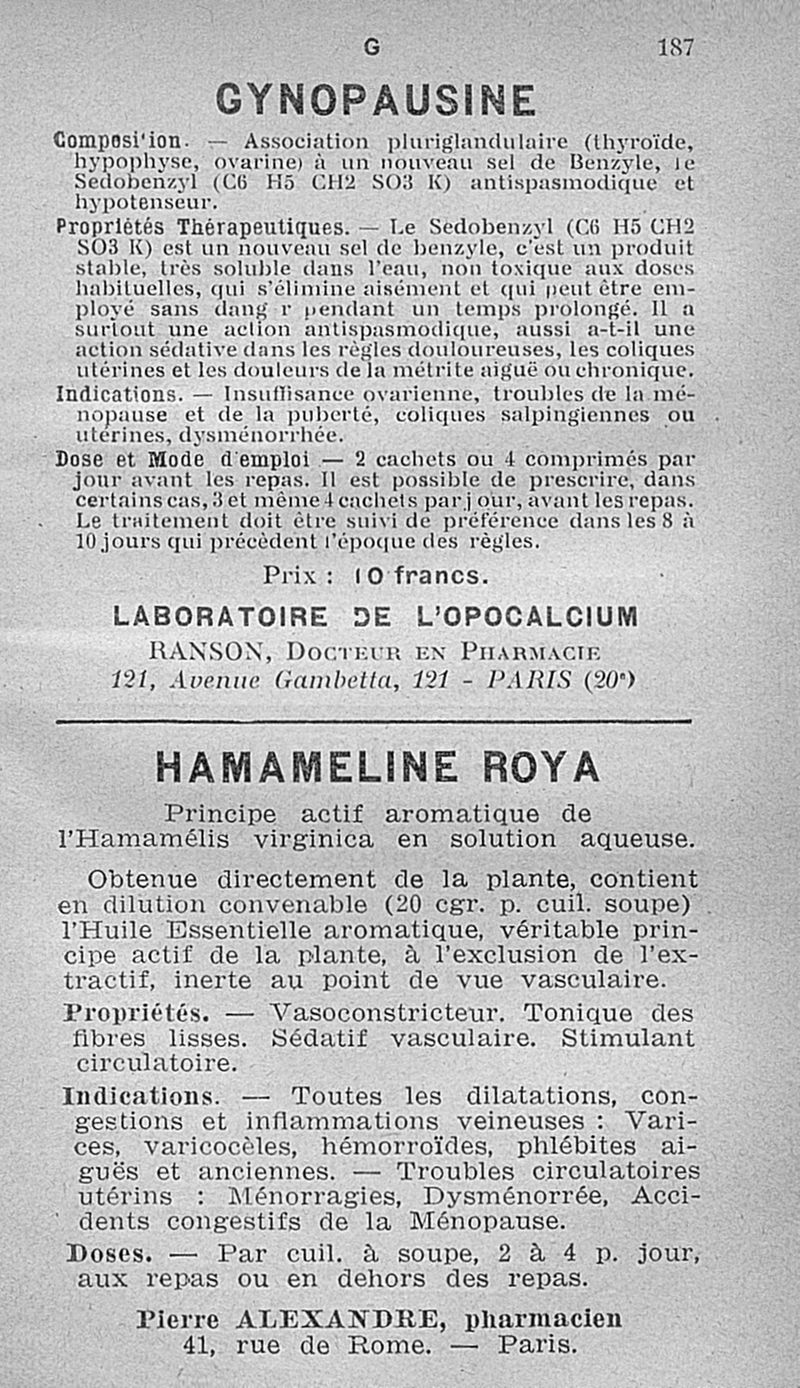 G 187
GYNOPAUSINE
Composi'ion. — Association pluriglandulaire (thyroïde,
hypophyse, ovarine) à un nouveau sel de Benzyle, le
Sedobenzyl (C6 H5 CH2 SO3 K) antispasmodique et
hypotenseur.
Propriétés Thérapeutiques. — Le Sedobenzyl (C6 H5 CH2
SO3 K) est un nouveau sel de benzyle, c'est un produit
stable, très soluble dans l'eau, non toxique aux doses
habituelles, qui s'élimine aisément et qui peut être em-
ployé sans dang r pendant un temps prolongé. Il a
surtout une action antispasmodique, aussi a-t-il une
action sédative dans les règles douloureuses, les coliques
utérines et les douleurs de la métrite aiguë ou chronique.
Indications. — Insuffisance ovarienne, troubles de la mé-
nopause et de la puberté, coliques salpingiennes ou
utérines, dysménorrhée.
Dose et Mode d'emploi — 2 cachets ou 4 comprimés par
jour avant les repas. Il est possible de prescrire, dans
certains cas, 3 et même 4 cachets par jour, avant les repas.
Le traitement doit être suivi de préférence dans les 8 à
10 jours qui précèdent l'époque des règles.
Prix : 10 francs.
LABORATOIRE DE L'OPOCALCIUM
RANSON, DOCTEUR EN PHARMACIE
121, Avenue Gambetta, 121 - PARIS (20e)
HAMAMELINE ROYA
Principe actif aromatique de
l'Hamamélis virginica en solution aqueuse.
Obtenue directement de la plante, contient
en dilution convenable (20 cgr. p. cuil. soupe)
l'Huile Essentielle aromatique, véritable prin-
cipe actif de la plante, à l'exclusion de l'ex-
tractif, inerte au point de vue vasculaire.
Propriétés. — Vasoconstricteur. Tonique des
fibres lisses. Sédatif vasculaire. Stimulant
circulatoire.
Indications. — Toutes les dilatations, con-
gestions et inflammations veineuses : Vari-
ces, varicocèles, hémorroïdes, phlébites ai-
guës et anciennes. — Troubles circulatoires
utérins : Ménorragies, Dysménorrée, Acci-
dents congestifs de la Ménopause.
Doses. — Par cuil. à soupe, 2 à 4 p. jour,
aux repas ou en dehors des repas.
Pierre ALEXANDRE, pharmacien
41, rue de Rome. — Paris.